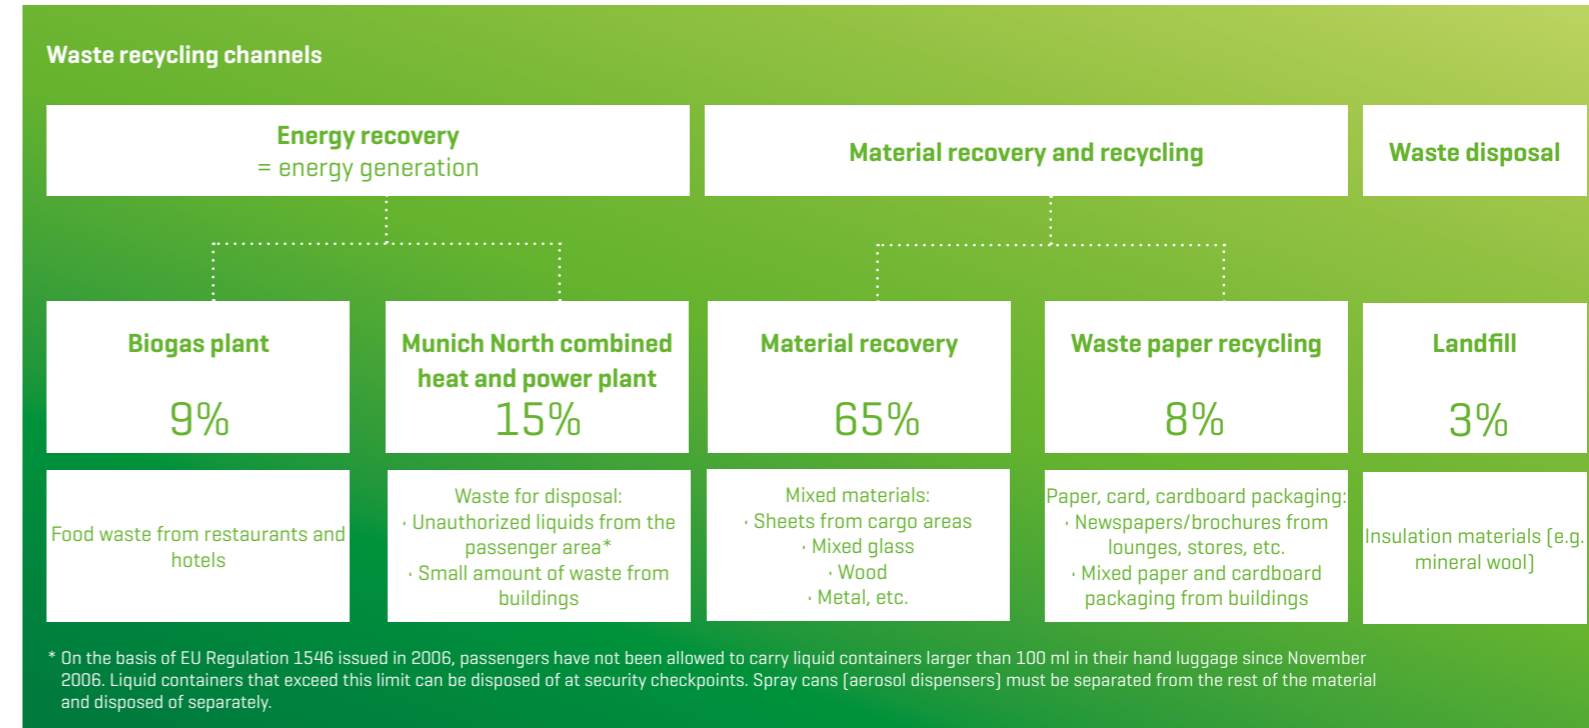 Waste recycling channels
Energy recovery
= energy generation
Material recovery and recycling
Waste disposal
Biogas plant
9%
Munich North combined
heat and power plant
15%
Material recovery
65%
Waste paper recycling
8%
Landfill
3%
Food waste from restaurants and
hotels
Waste for disposal:
· Unauthorized liquids from the
passenger area*
· Small amount of waste from
buildings
Mixed materials:
· Sheets from cargo areas
· Mixed glass
· Wood
· Metal, etc.
Paper, card, cardboard packaging:
· Newspapers/brochures from
lounges, stores, etc.
· Mixed paper and cardboard
packaging from buildings
Insulation materials (e.g.
mineral wool)
* On the basis of EU Regulation 1546 issued in 2006, passengers have not been allowed to carry liquid containers larger than 100 ml in their hand luggage since November
2006. Liquid containers that exceed this limit can be disposed of at security checkpoints. Spray cans (aerosol dispensers) must be separated from the rest of the material
and disposed of separately.